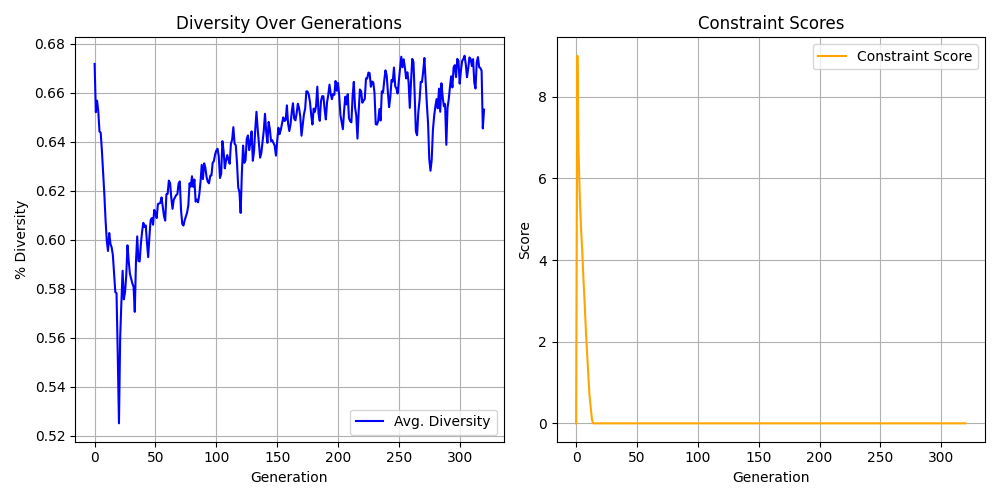 Diversity Over Generations
% Diversity
0.68
0.66
0.64
0.62
0.60
0.58
0.56
0.54
0.52
0 50 100 150 200 250 300
Generation
Avg. Diversity
Constraint Scores
Score
8
6
4
2
0
0 50 100 150 200 250 300
Generation
Constraint Score